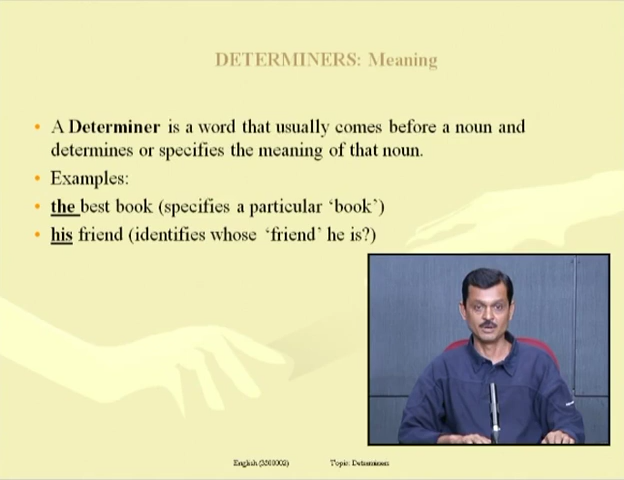 DETERMINERS: Meaning
• A Determiner is a word that usually comes before a noun and
determines or specifies the meaning of that noun.
• Examples:
• the best book (specifies a particular ‘book’)
• his friend (identifies whose ‘friend’ he is?)
English (3500002) Topic: Determiners